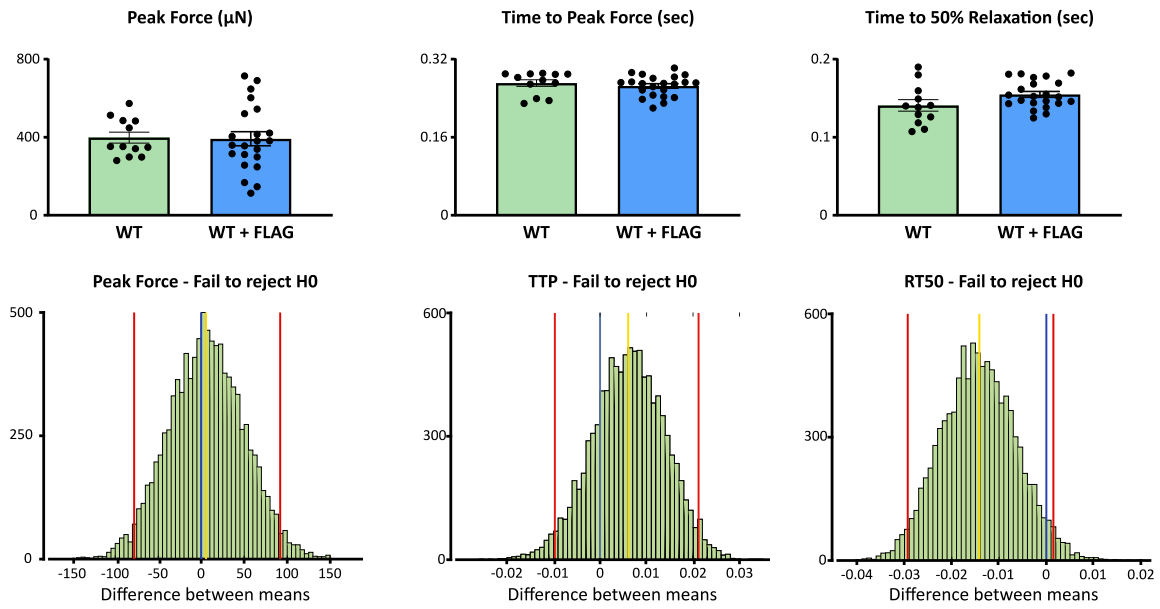 Peak Force (µN)
Time to Peak Force (sec)
Time to 50% Relaxation (sec)
800
400
0
WT
WT + FLAG
0.32
0.16
0
WT
WT + FLAG
0.2
0.1
0
WT
WT + FLAG
Peak Force - Fail to reject H0
TTP - Fail to reject H0
RT50 - Fail to reject H0
500
250
0
-150 -100 -50 0 50 100 150
Difference between means
600
300
0
-0.02 -0.01 0 0.01 0.02 0.03
Difference between means
600
300
0
-0.04 -0.03 -0.02 -0.01 0 0.01 0.02
Difference between means